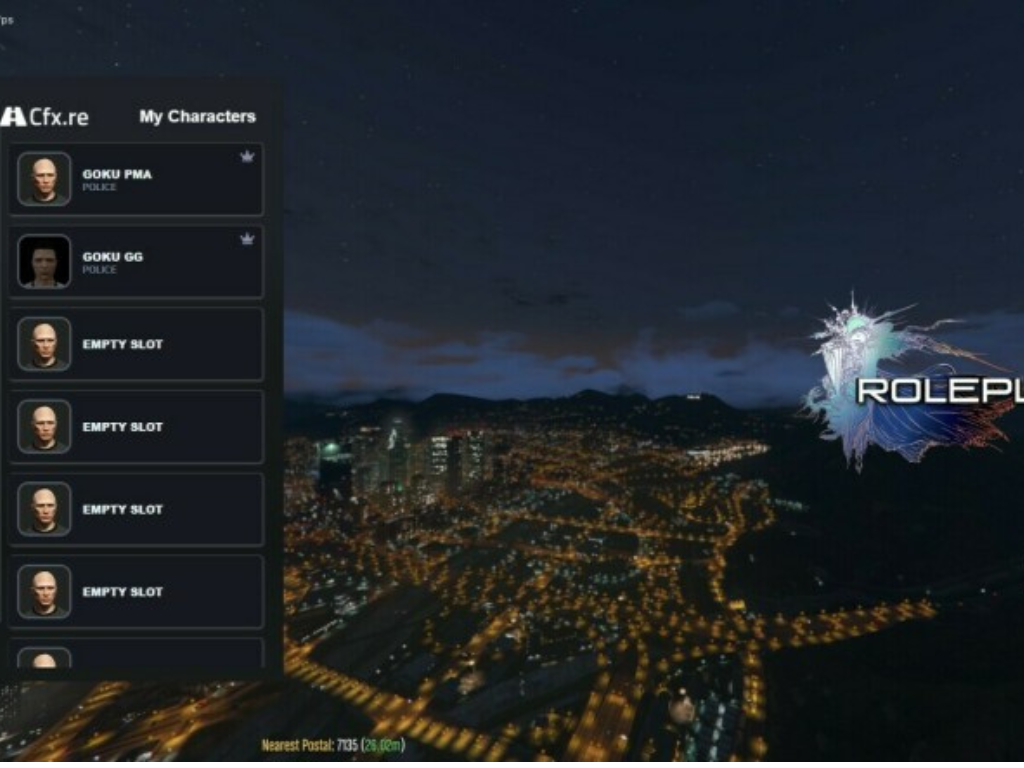 Cfx.re
My Characters
GOKU PMA
POLICE
GOKU GG
POLICE
EMPTY SLOT
EMPTY SLOT
EMPTY SLOT
EMPTY SLOT
ROLEPL
Nearest Postal: 7135 (26.02m)